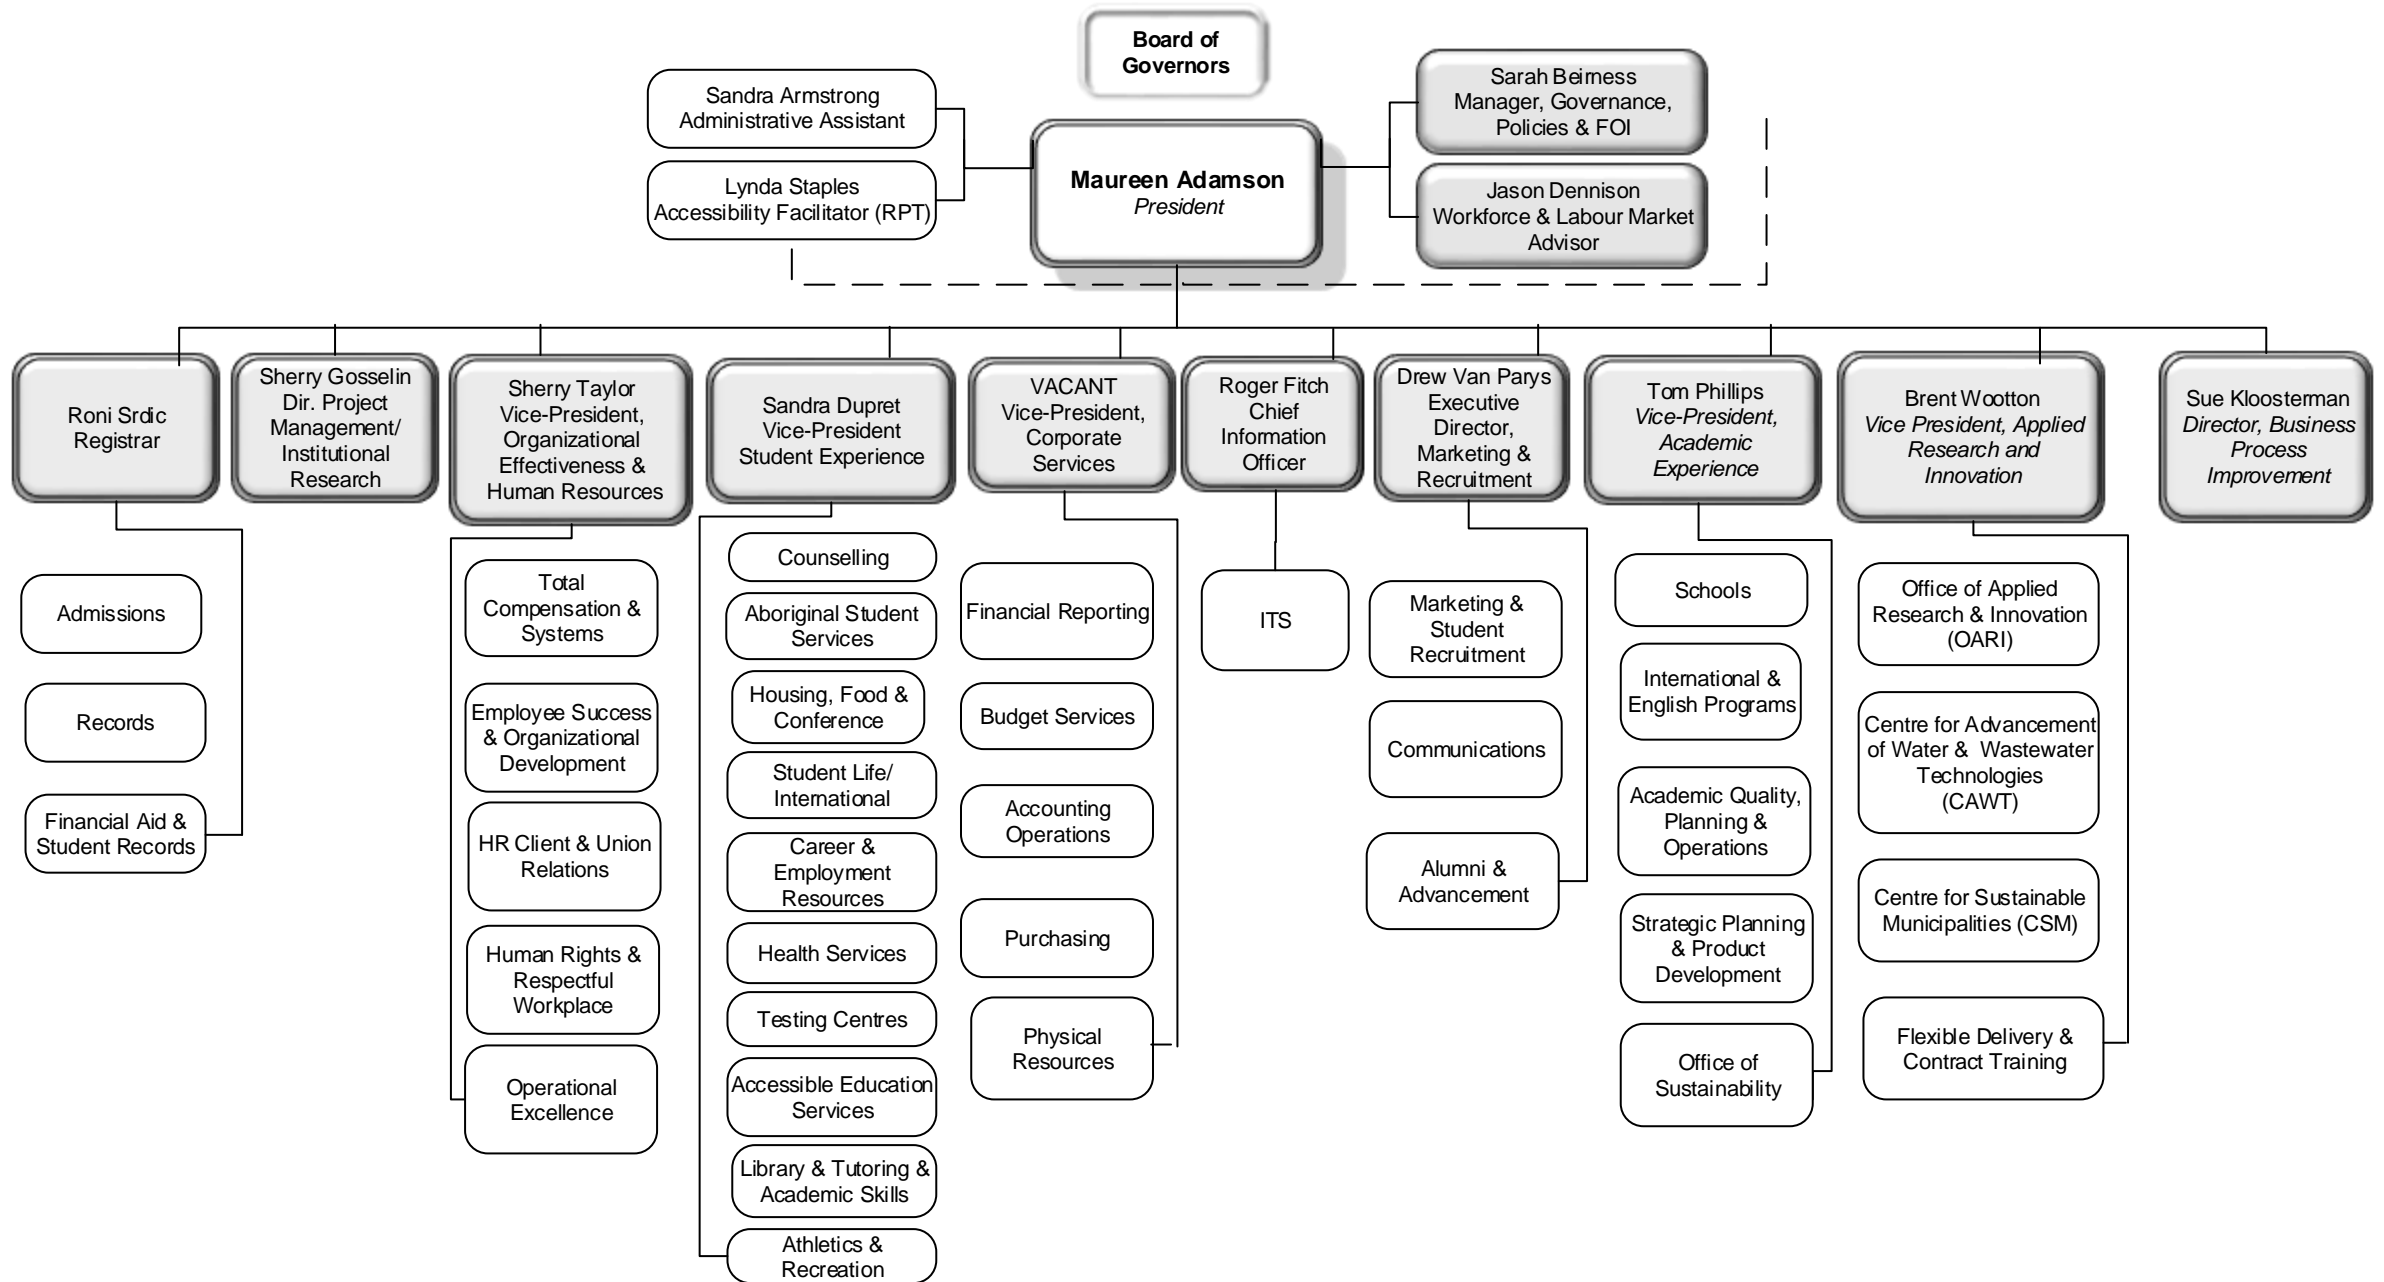 Board of
Governors
Sandra Armstrong
Administrative Assistant
Lynda Staples
Accessibility Facilitator (RPT)
Maureen Adamson
President
Sarah Beirness
Manager, Governance,
Policies & FOI
Jason Dennison
Workforce & Labour Market
Advisor
Roni Srdic
Registrar
Sherry Gosselin
Dir. Project
Management/
Institutional
Research
Sherry Taylor
Vice-President,
Organizational
Effectiveness &
Human Resources
Sandra Dupret
Vice-President
Student Experience
VACANT
Vice-President,
Corporate
Services
Roger Fitch
Chief
Information
Officer
Drew Van Parys
Executive
Director,
Marketing &
Recruitment
Tom Phillips
Vice-President,
Academic
Experience
Brent Wootton
Vice President, Applied
Research and
Innovation
Sue Kloosterman
Director, Business
Process
Improvement
Admissions
Records
Financial Aid &
Student Records
Total
Compensation &
Systems
Employee Success
& Organizational
Development
HR Client & Union
Relations
Human Rights &
Respectful
Workplace
Operational
Excellence
Counselling
Aboriginal Student
Services
Housing, Food &
Conference
Student Life/
International
Career &
Employment
Resources
Health Services
Testing Centres
Accessible Education
Services
Library & Tutoring &
Academic Skills
Athletics &
Recreation
Financial Reporting
Budget Services
Accounting
Operations
Purchasing
Physical
Resources
ITS
Marketing &
Student
Recruitment
Communications
Alumni &
Advancement
Schools
International &
English Programs
Academic Quality,
Planning &
Operations
Strategic Planning
& Product
Development
Office of
Sustainability
Office of Applied
Research & Innovation
(OARI)
Centre for Advancement
of Water & Wastewater
Technologies
(CAWT)
Centre for Sustainable
Municipalities (CSM)
Flexible Delivery &
Contract Training